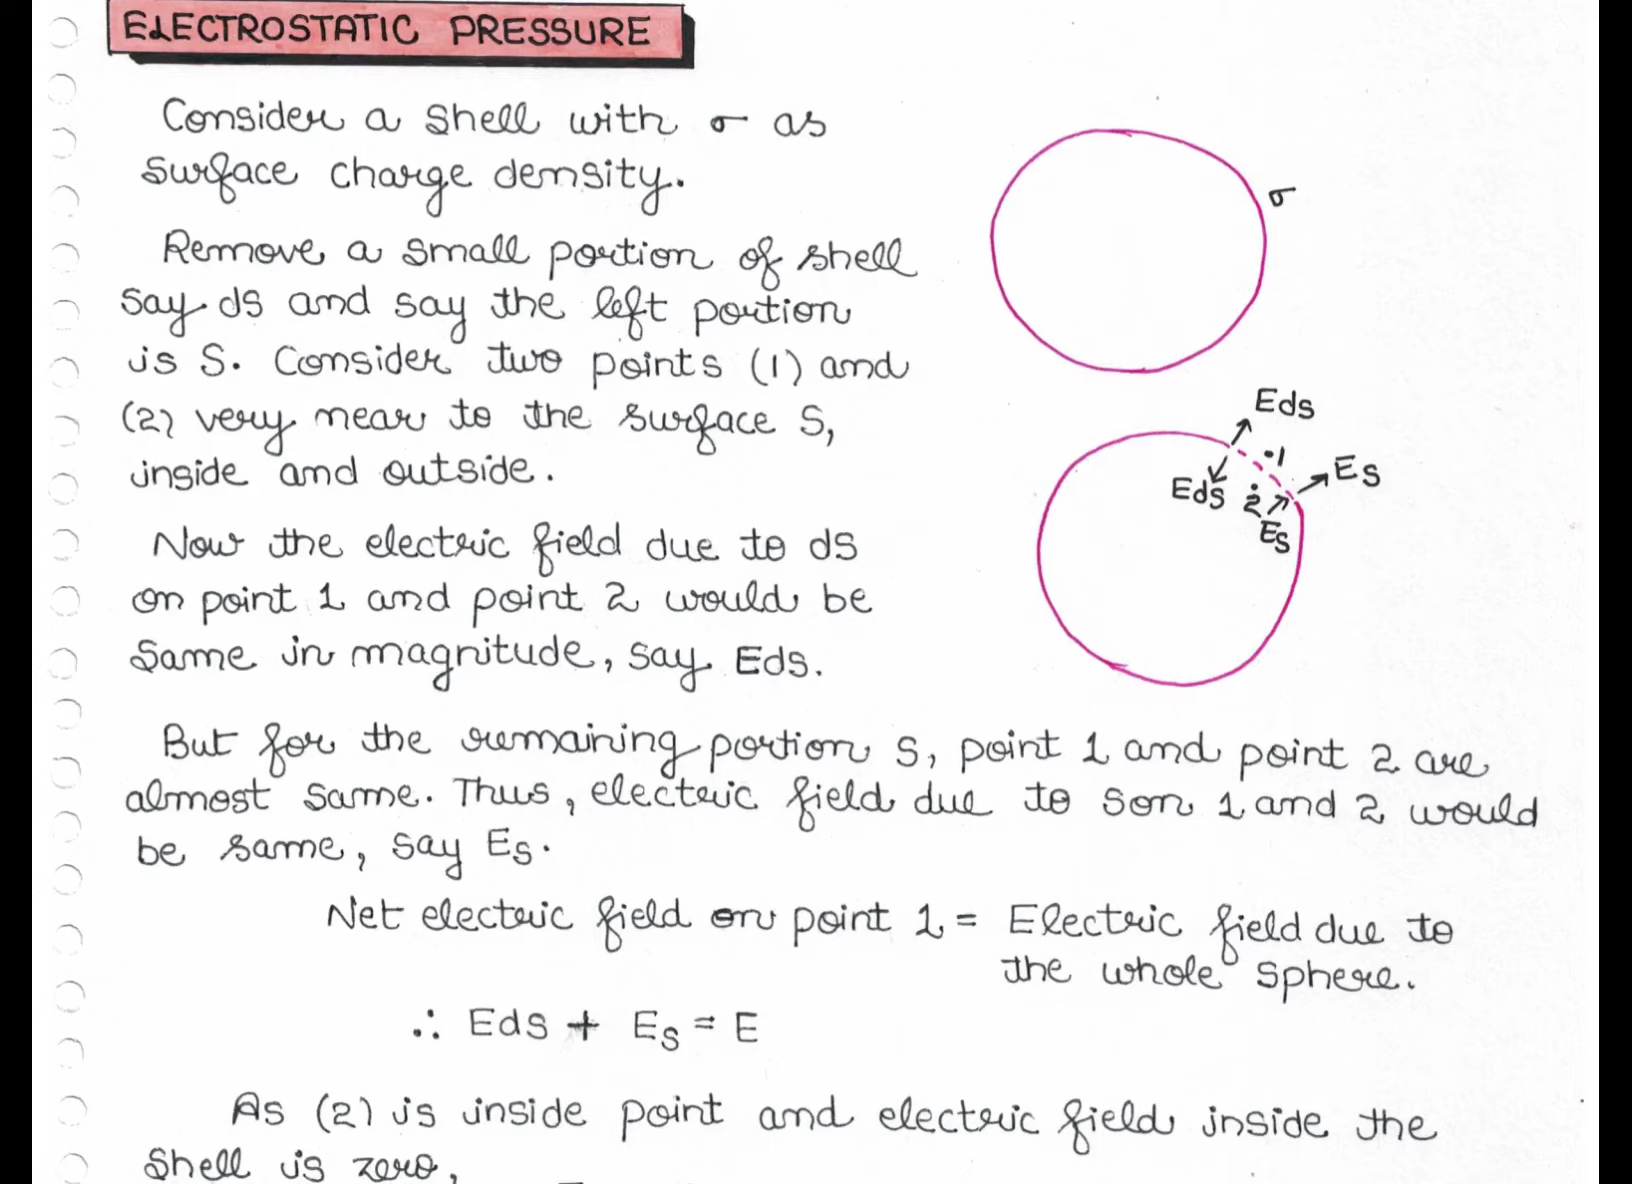 ELECTROSTATIC PRESSURE
Consider a shell with σ as
surface charge density.
Remove a small portion of shell
say ds and say the left portion
is S. Consider two points (1) and
(2) very near to the surface S,
inside and outside.
Now the electric field due to ds
on point 1 and point 2 would be
same in magnitude, say Eds.
σ
Eds
.1
Es
Eds
2
Es
But for the remaining portion S, point 1 and point 2 are
almost same. Thus, electric field due to S on 1 and 2 would
be same, say Es.
Net electric field on point 1 = Electric field due to
the whole sphere.
∴ Eds + Es = E
As (2) is inside point and electric field inside the
shell is zero,